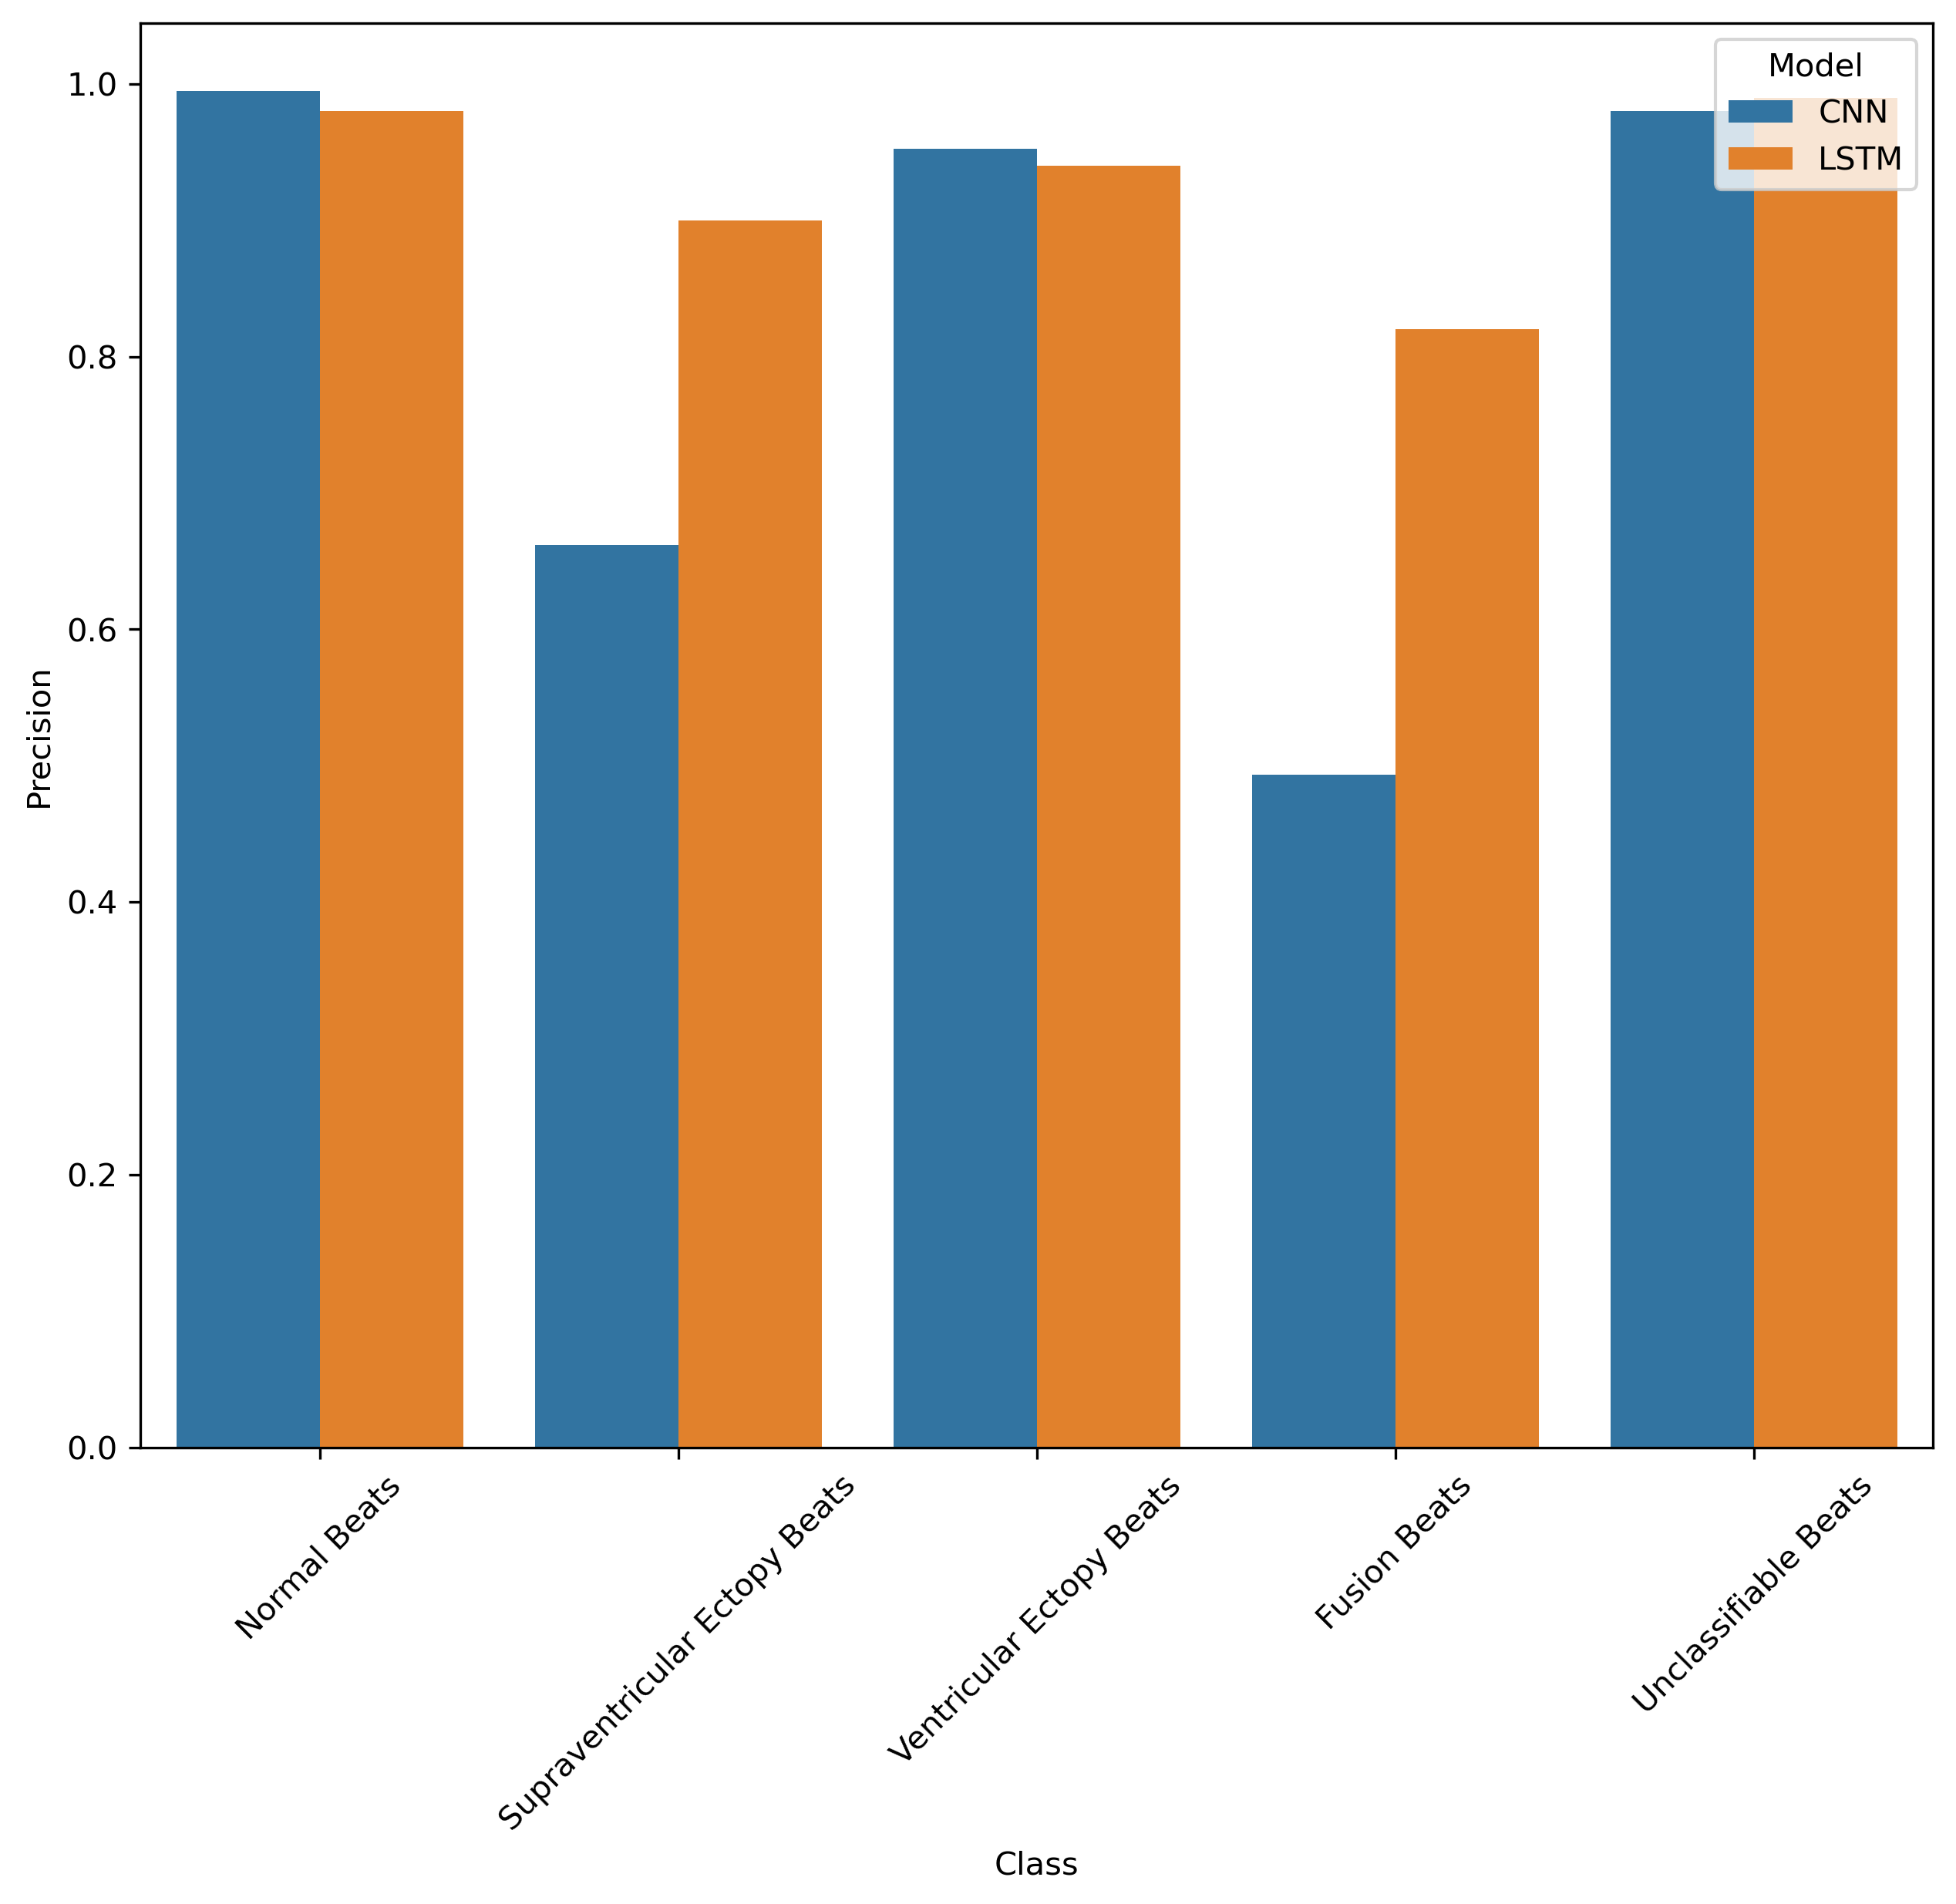 Model
CNN
LSTM
Precision
1.0
0.8
0.6
0.4
0.2
0.0
Normal Beats
Supraventricular Ectopy Beats
Ventricular Ectopy Beats
Fusion Beats
Unclassifiable Beats
Class